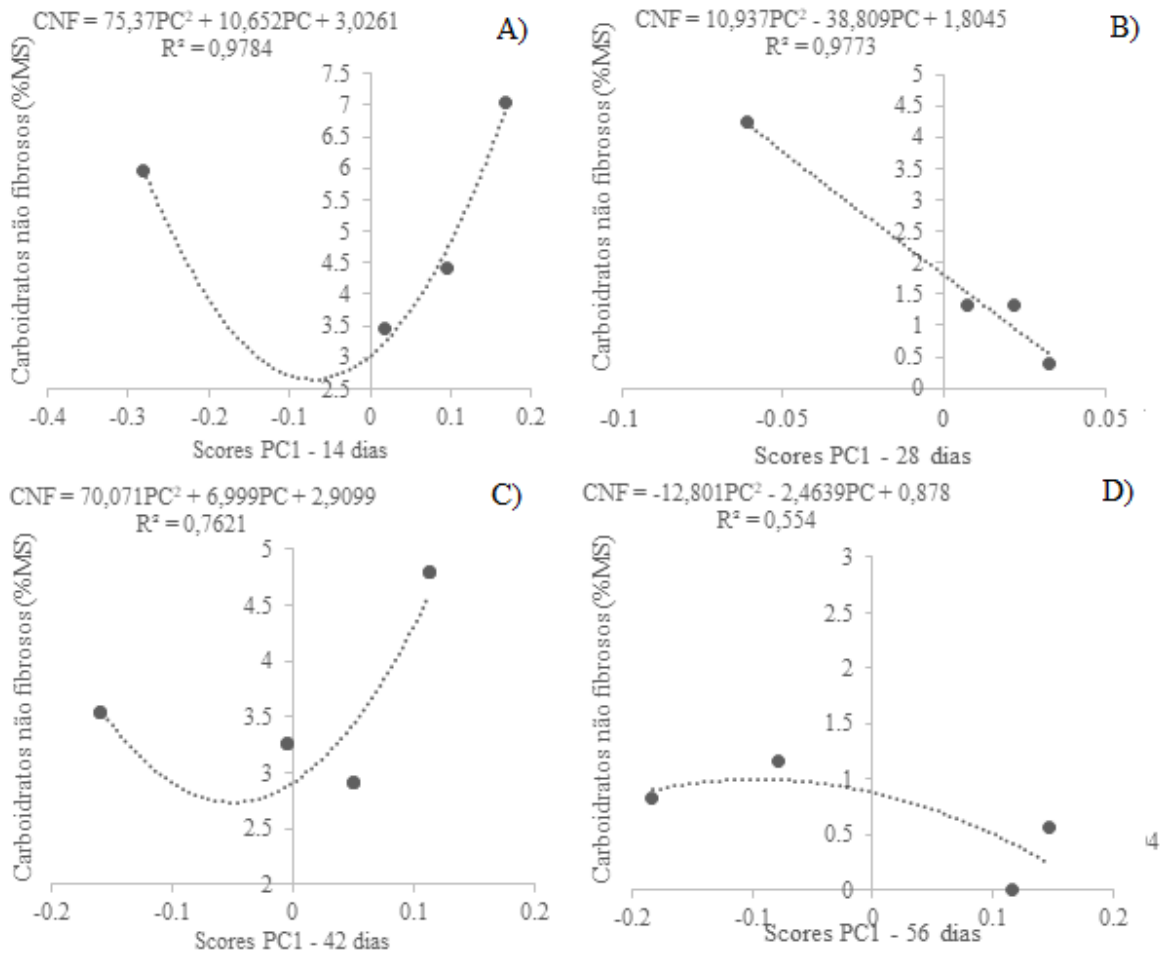 CNF = 75,37PC² + 10,652PC + 3,0261
R² = 0,9784
A)
Carboidratos não fibrosos (%MS)
7.5
7
6.5
6
5.5
5
4.5
4
3.5
3
2.5
-0.4 -0.3 -0.2 -0.1 0 0.1 0.2
Scores PC1 - 14 dias
CNF = 10,937PC² - 38,809PC + 1,8045
R² = 0,9773
B)
Carboidratos não fibrosos (%MS)
5
4.5
4
3.5
3
2.5
2
1.5
1
0.5
0
-0.1 -0.05 0 0.05
Scores PC1 - 28 dias
CNF = 70,071PC² + 6,999PC + 2,9099
R² = 0,7621
C)
Carboidratos não fibrosos (%MS)
5
4.5
4
3.5
3
2.5
2
-0.2 -0.1 0 0.1 0.2
Scores PC1 - 42 dias
CNF = -12,801PC² - 2,4639PC + 0,878
R² = 0,554
D)
Carboidratos não fibrosos (%MS)
3
2.5
2
1.5
1
0.5
0
-0.2 -0.1 0 0.1 0.2
Scores PC1 - 56 dias